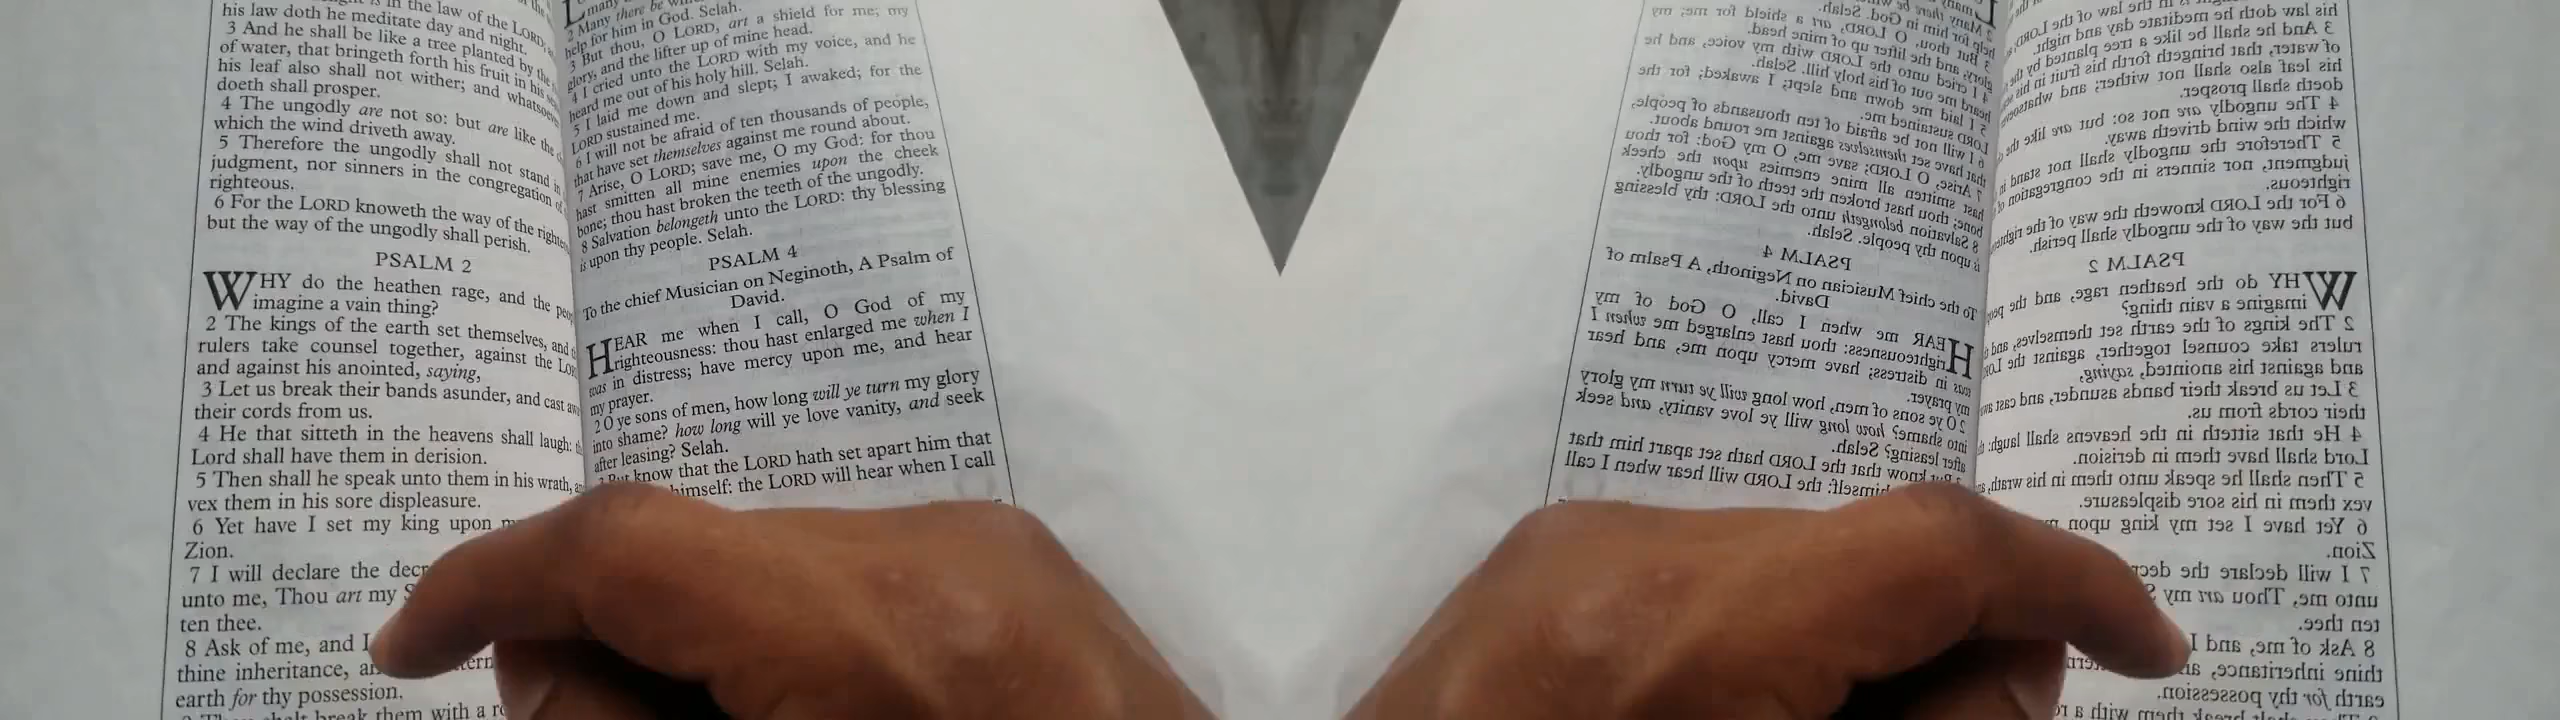 in the law of the LORD,
his law doth he meditate day and night.
3 And he shall be like a tree planted by the
of water, that bringeth forth his fruit in his
his leaf also shall not wither; and whatsoever
doeth shall prosper.
4 The ungodly are not so: but are like the
which the wind driveth away.
5 Therefore the ungodly shall not stand in
judgment, nor sinners in the congregation of
righteous.
6 For the LORD knoweth the way of the
but the way of the ungodly shall perish.
PSALM 2
WHY do the heathen rage, and the
imagine a vain thing?
2 The kings of the earth set themselves, and
rulers take counsel together, against the
and against his anointed, saying,
3 Let us break their bands asunder, and cast
their cords from us.
4 He that sitteth in the heavens shall laugh:
Lord shall have them in derision.
5 Then shall he speak unto them in his wrath,
vex them in his sore displeasure.
6 Yet have I set my king upon
Zion.
7 I will declare the
unto me, Thou art my
ten thee.
8 Ask of me, and I
thine inheritance,
earth for thy possession.
break them with a
many
2 Many there be
help for him in God. Selah.
3 But thou, O LORD, art a shield for me; my
glory, and the lifter up of mine head.
4 I cried unto the LORD with my voice, and he
heard me out of his holy hill. Selah.
5 I laid me down and slept; I awaked; for the
LORD sustained me.
6 I will not be afraid of ten thousands of people,
that have set themselves against me round about.
7 Arise, O LORD; save me, O my God: for thou
hast smitten all mine enemies upon the cheek
bone; thou hast broken the teeth of the ungodly.
8 Salvation belongeth unto the LORD: thy blessing
is upon thy people. Selah.
PSALM 4
To the chief Musician on Neginoth, A Psalm of
David.
HEAR me when I call, O God of my
righteousness: thou hast enlarged me when I
was in distress; have mercy upon me, and hear
my prayer.
2 O ye sons of men, how long will ye turn my glory
into shame? how long will ye love vanity, and seek
after leasing? Selah.
know that the LORD hath set apart him that
himself: the LORD will hear when I call